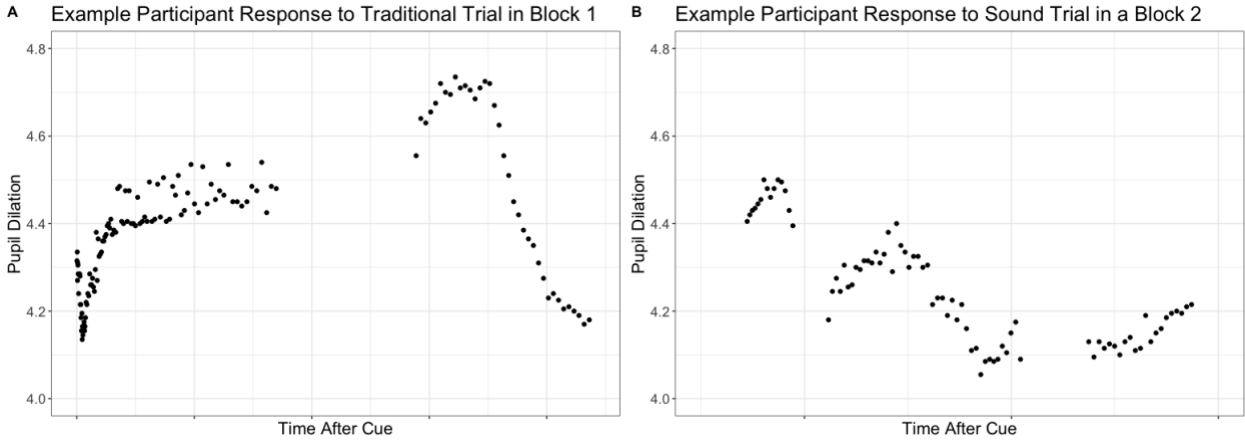 A Example Participant Response to Traditional Trial in Block 1
4.8
4.6
4.4
4.2
4.0
Pupil Dilation
Time After Cue
B Example Participant Response to Sound Trial in a Block 2
4.8
4.6
4.4
4.2
4.0
Pupil Dilation
Time After Cue